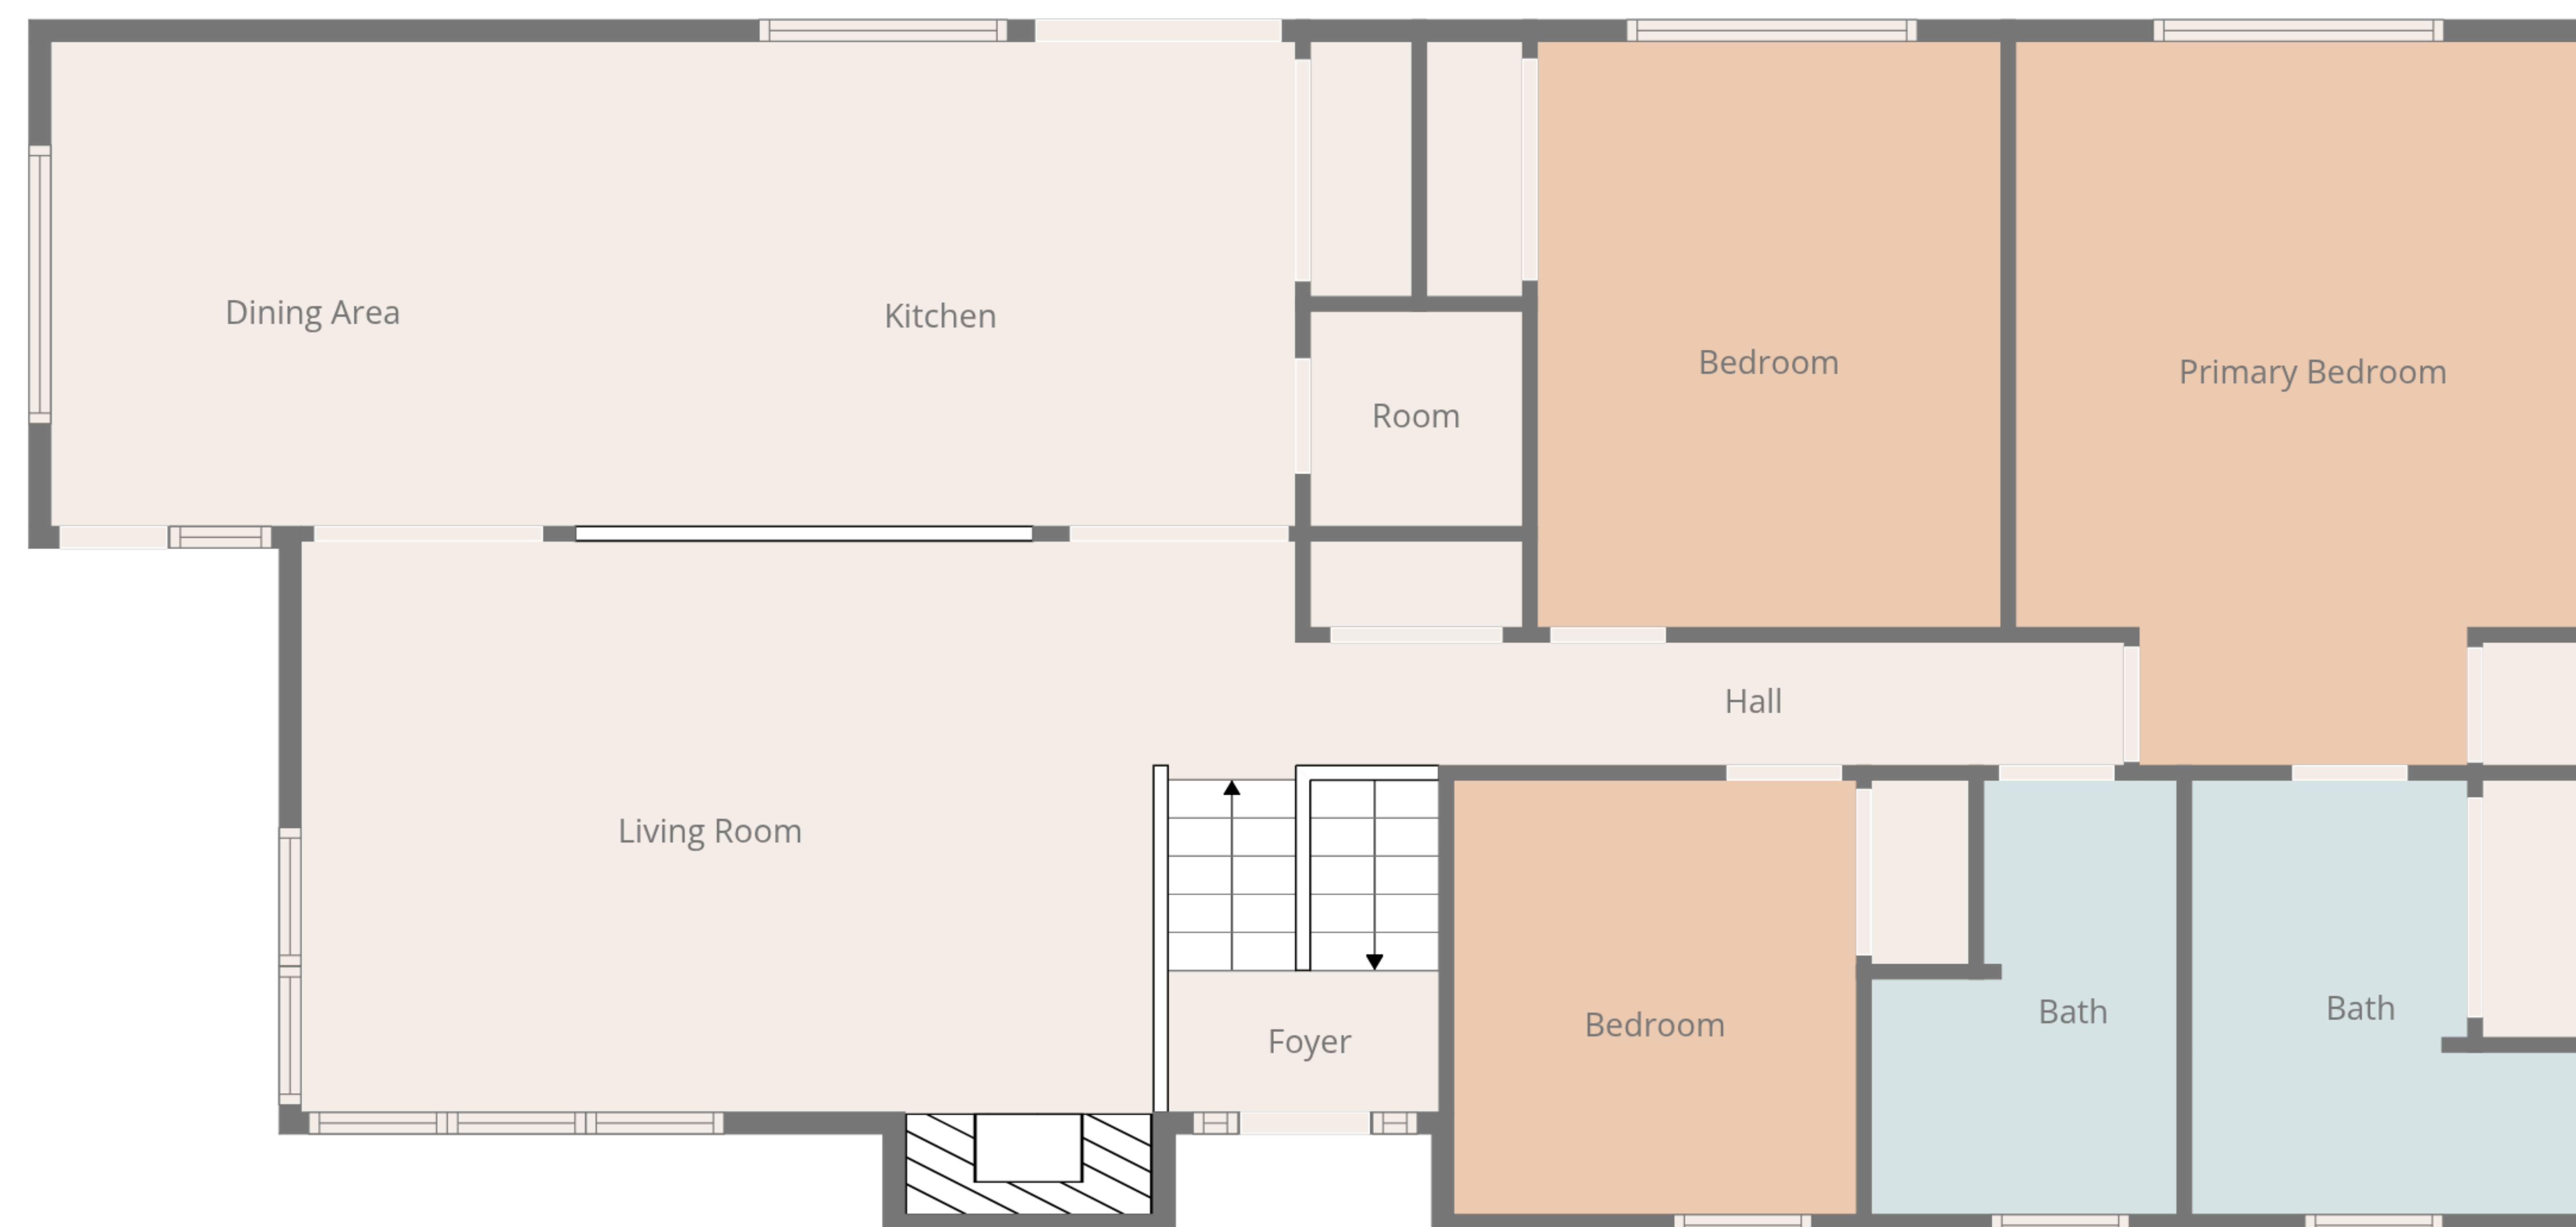 Dining Area
Kitchen
Bedroom
Primary Bedroom
Room
Hall
Living Room
Foyer
Bedroom
Bath
Bath